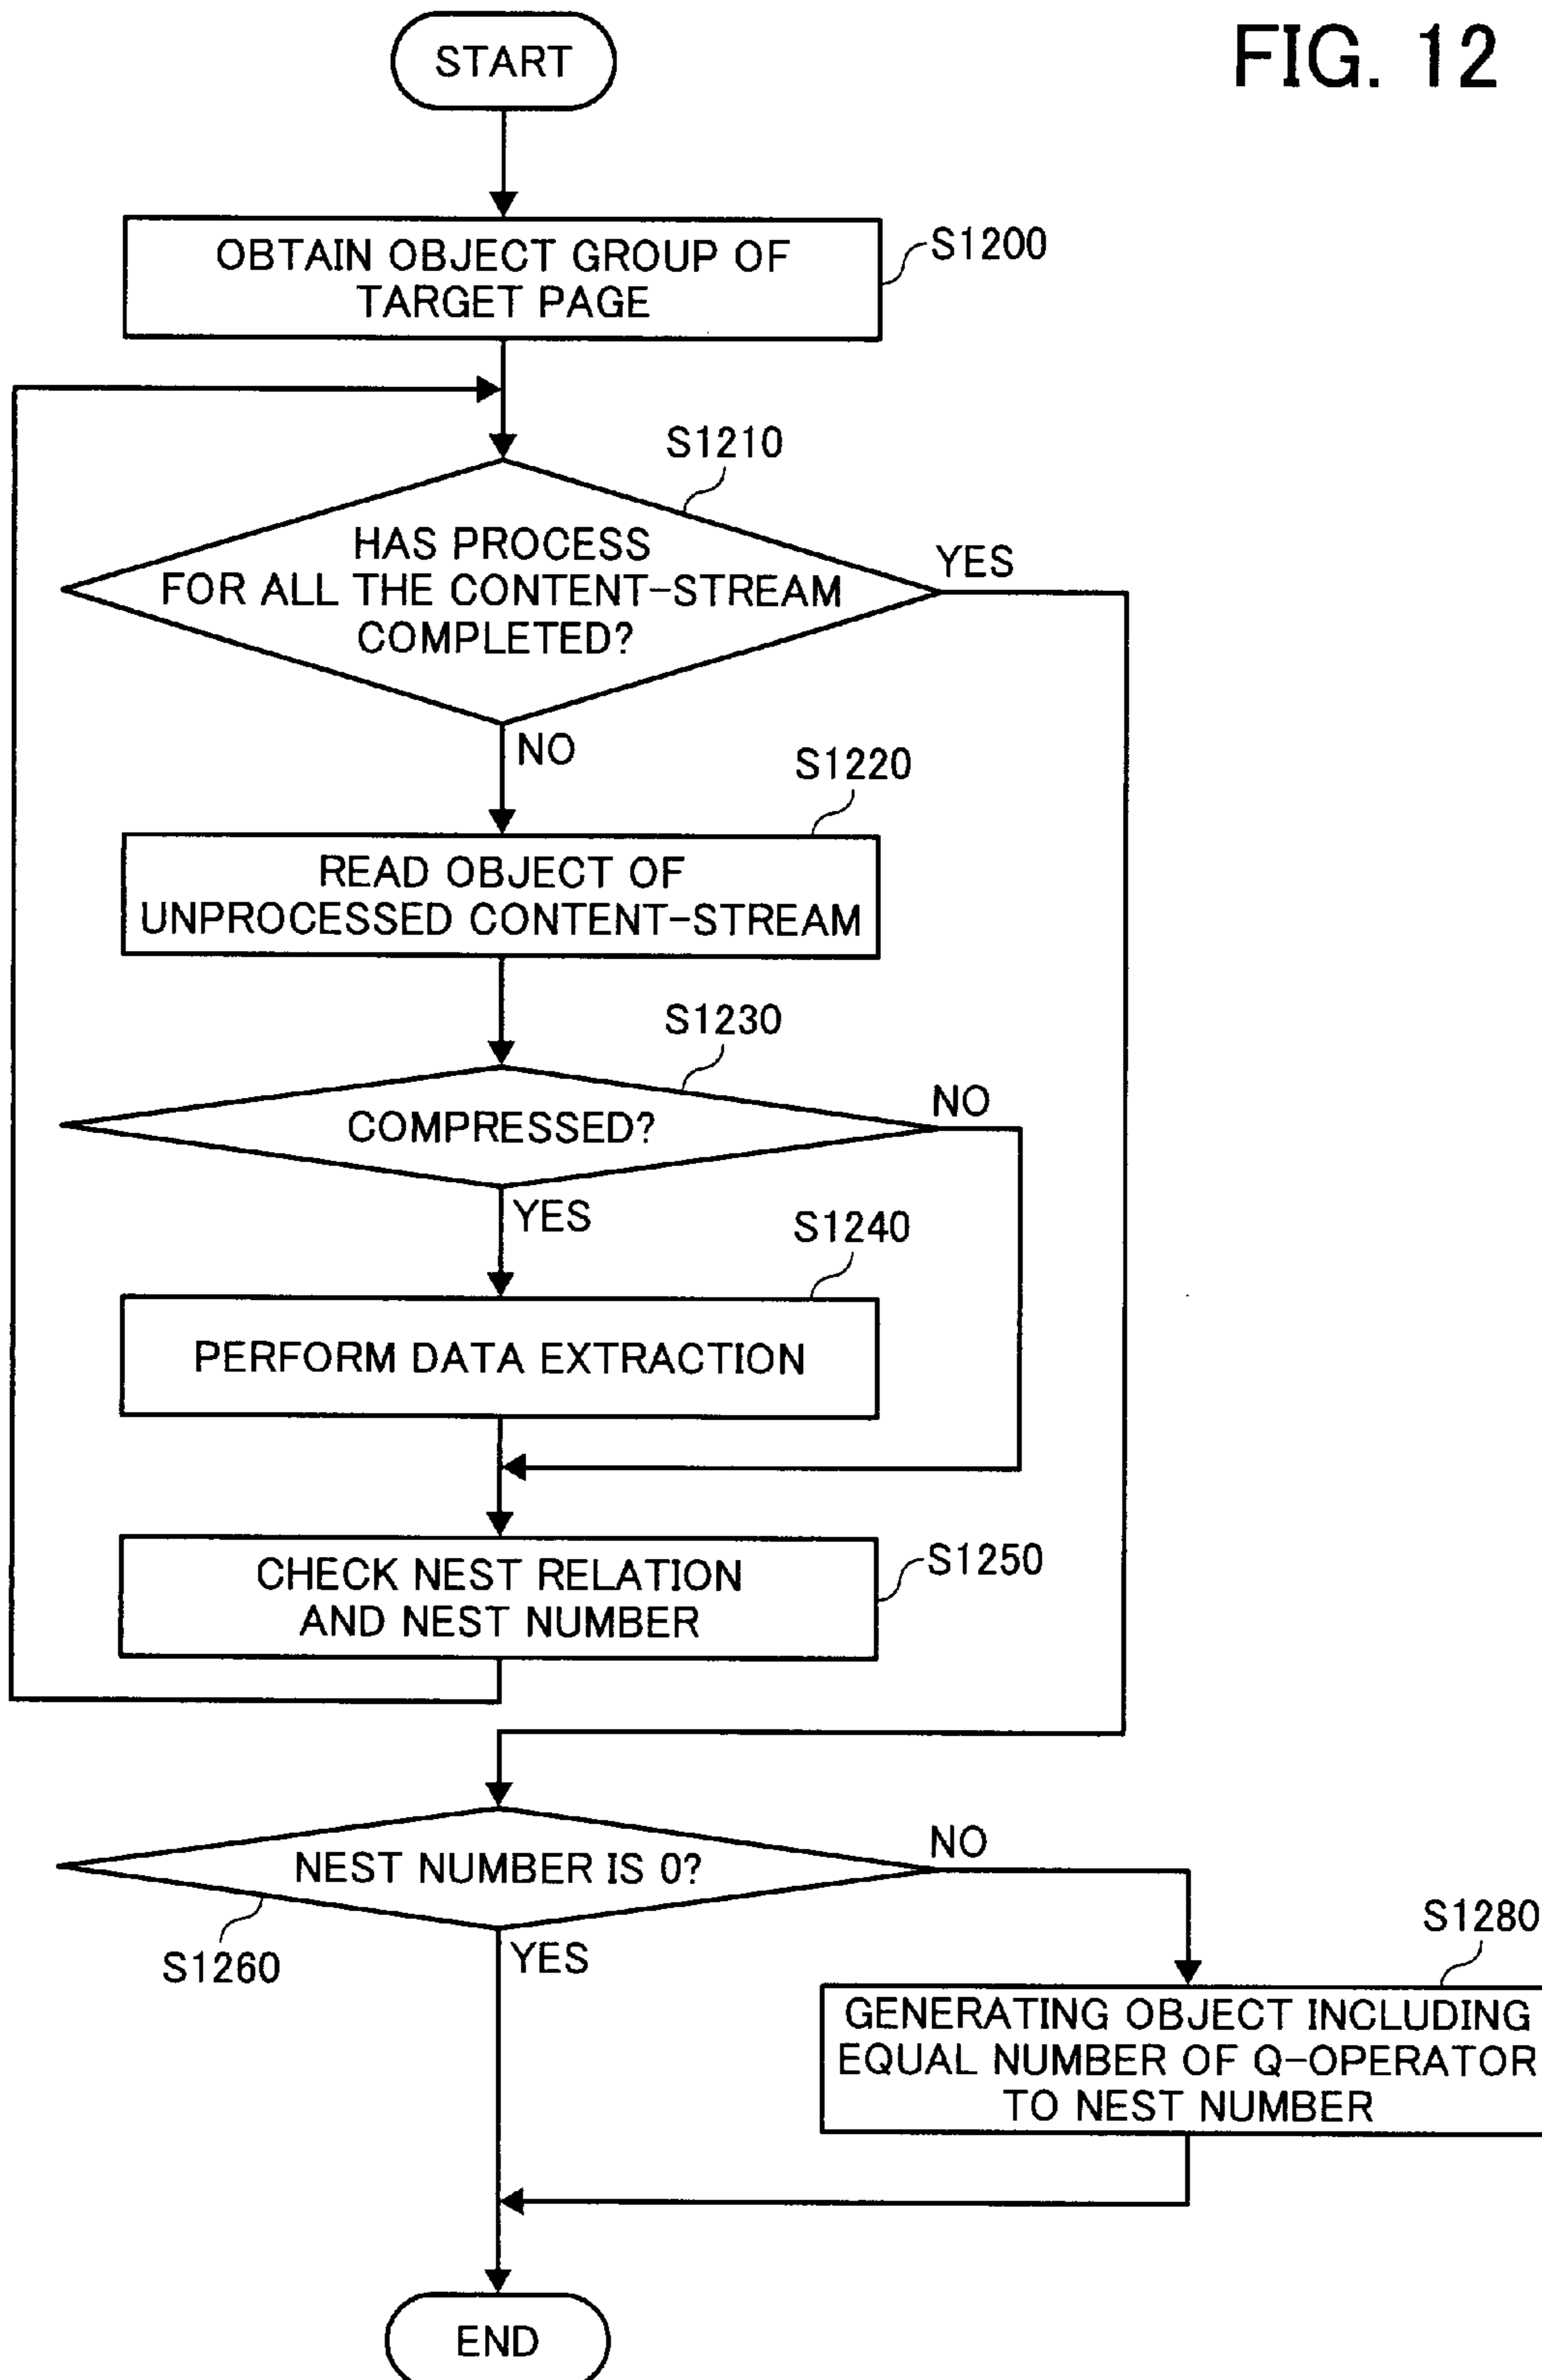 FIG. 12
START
OBTAIN OBJECT GROUP OF
TARGET PAGE
S1200
S1210
HAS PROCESS
FOR ALL THE CONTENT-STREAM
COMPLETED?
YES
NO
S1220
READ OBJECT OF
UNPROCESSED CONTENT-STREAM
S1230
COMPRESSED?
NO
YES
S1240
PERFORM DATA EXTRACTION
CHECK NEST RELATION
AND NEST NUMBER
S1250
NEST NUMBER IS 0?
NO
S1260
YES
S1280
GENERATING OBJECT INCLUDING
EQUAL NUMBER OF Q-OPERATOR
TO NEST NUMBER
END